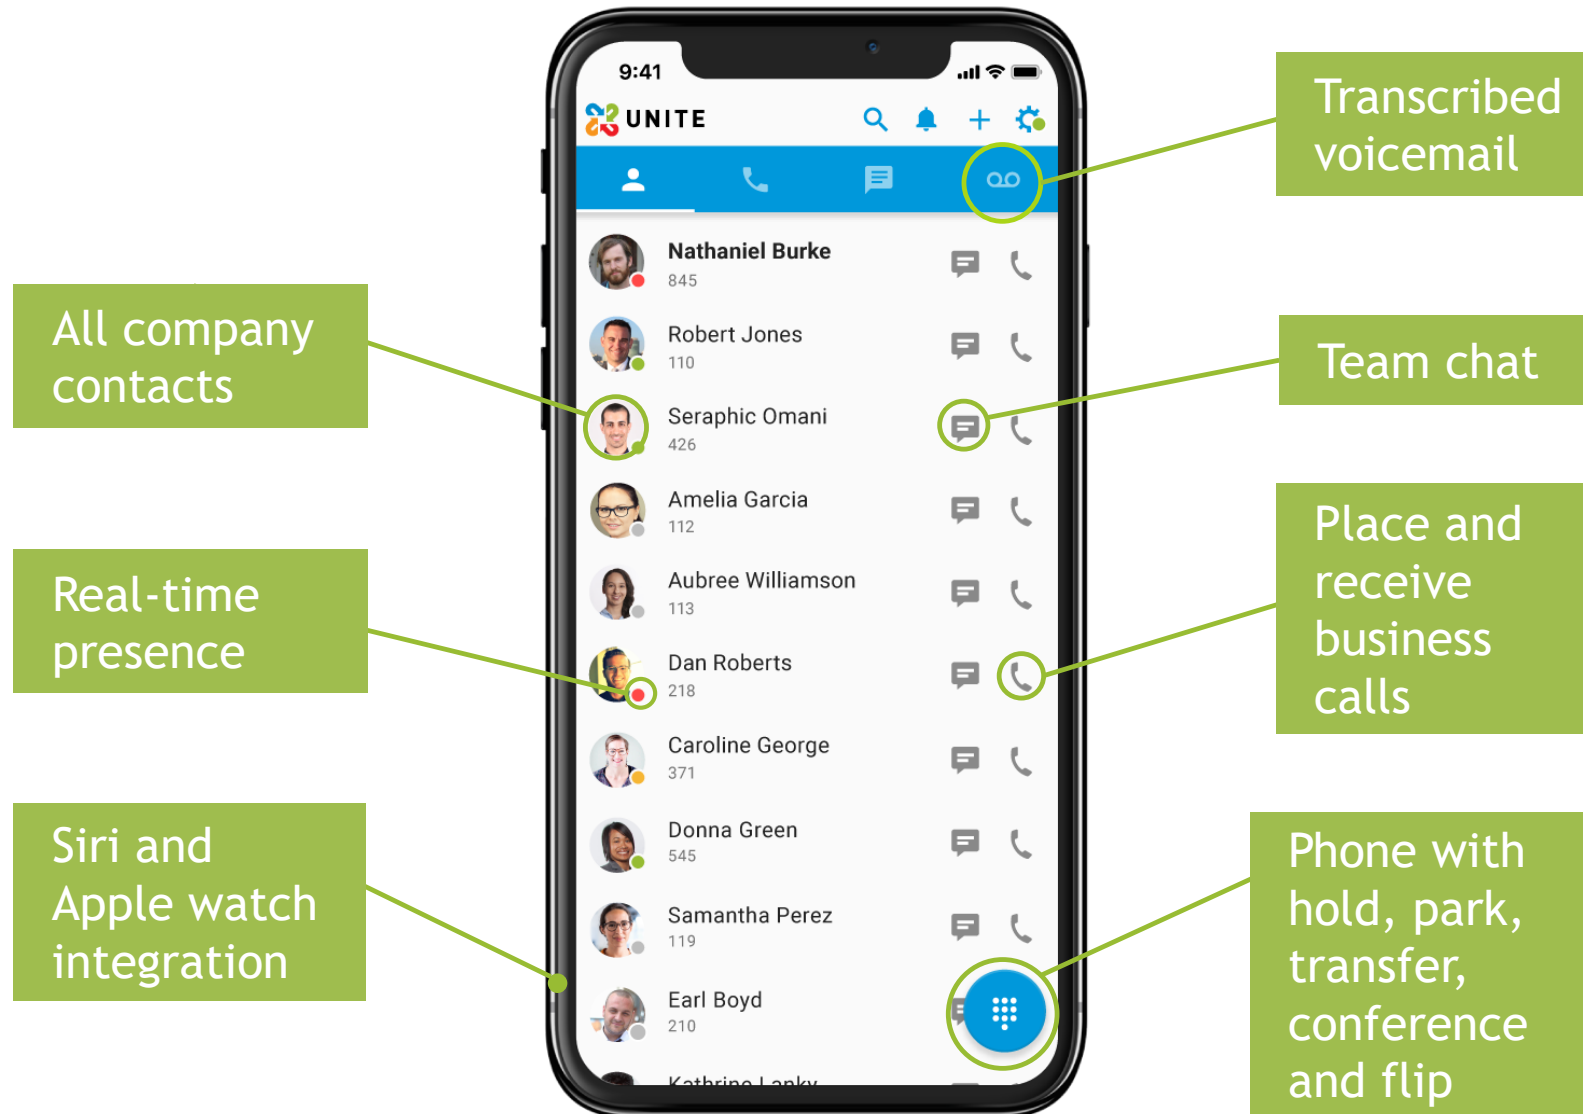 9:41
UNITE
Nathaniel Burke
845
Robert Jones
110
Seraphic Omani
426
Amelia Garcia
112
Aubree Williamson
113
Dan Roberts
218
Caroline George
371
Donna Green
545
Samantha Perez
119
Earl Boyd
210
Kathrine Lanky
All company
contacts
Real-time
presence
Siri and
Apple watch
integration
Transcribed
voicemail
Team chat
Place and
receive
business
calls
Phone with
hold, park,
transfer,
conference
and flip